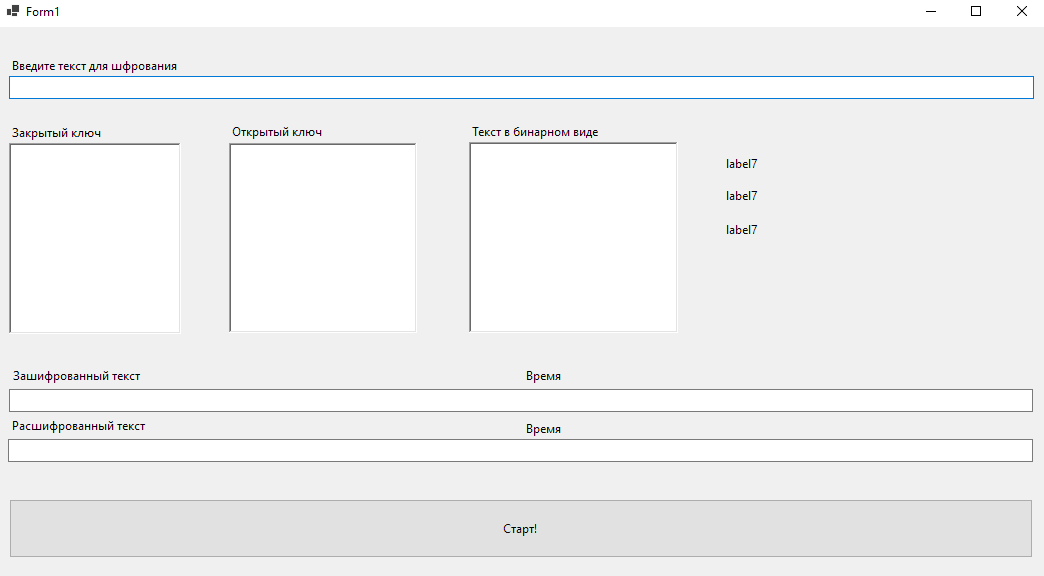 Form1
Введите текст для шфрования
Закрытый ключ
Открытый ключ
Текст в бинарном виде
label7
label7
label7
Зашифрованный текст
Время
Расшифрованный текст
Время
Старт!